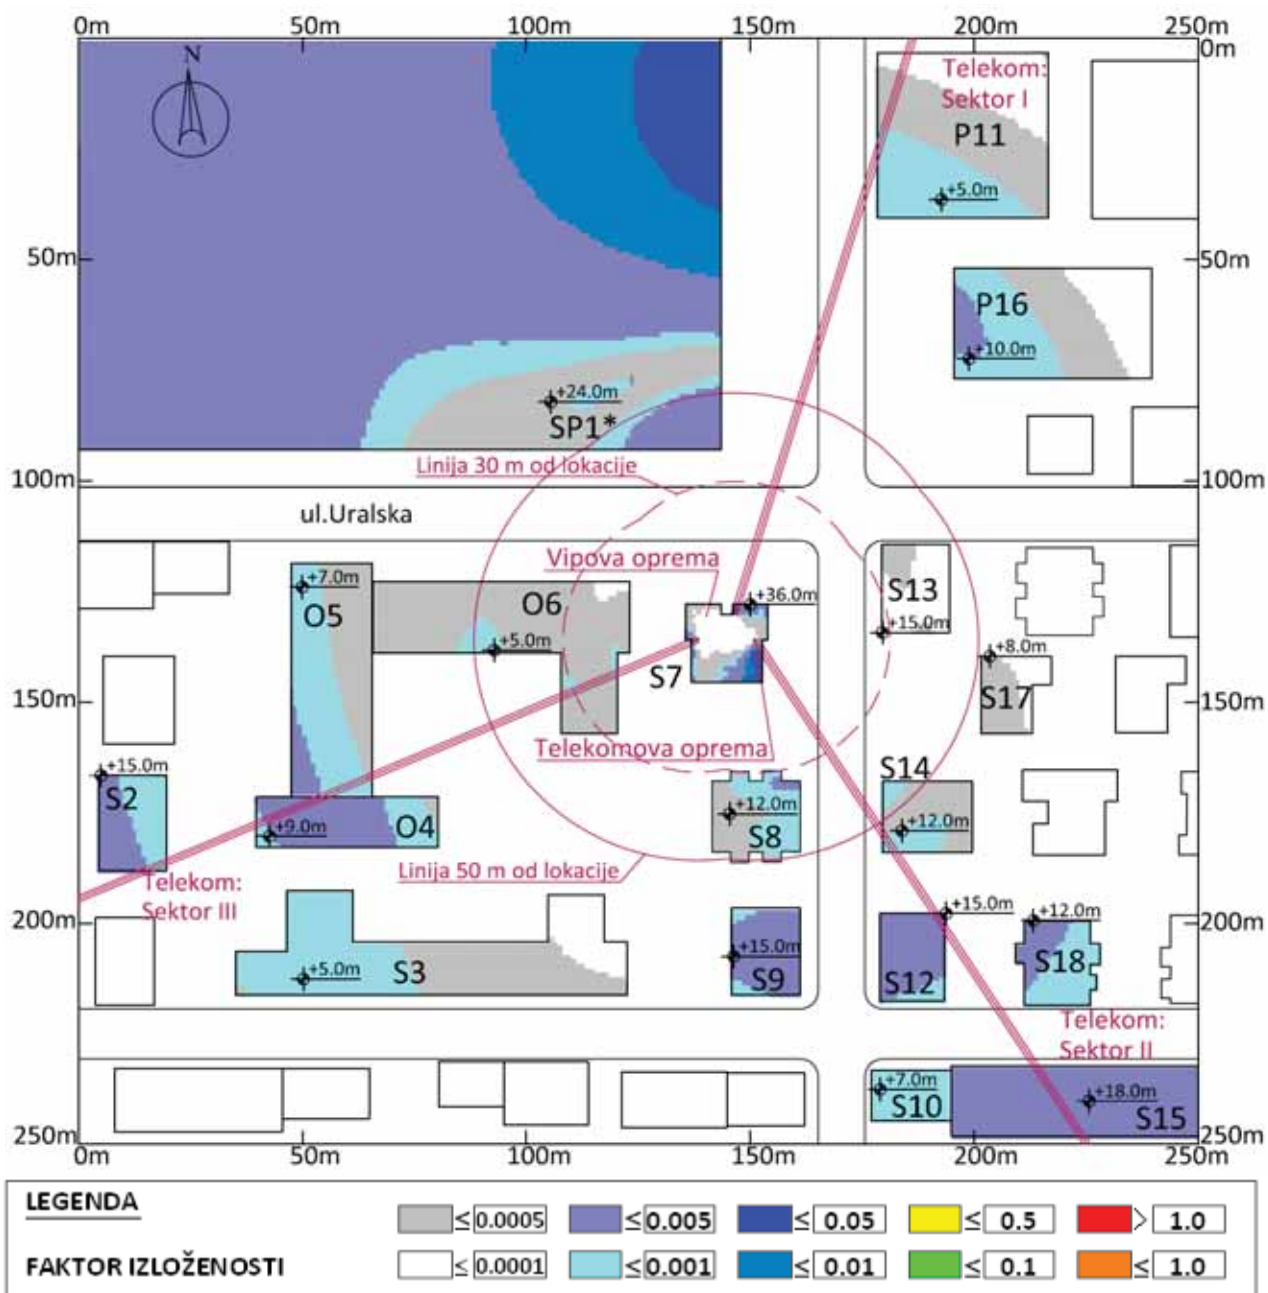 0m 50m 100m 150m 200m 250m
0m
N
Telekom:
Sektor I
P11
+5.0m
50m
50m
P16
+10.0m
+24.0m
SP1*
Linija 30 m od lokacije
100m
100m
ul.Uralska
Vipova oprema
+7.0m
O5
O6
+5.0m
+36.0m
S13
+15.0m
+8.0m
S7
S17
150m
150m
Telekomova oprema
+15.0m
S2
S14
+12.0m
S8
+12.0m
+9.0m
O4
Linija 50 m od lokacije
Telekom:
Sektor III
200m
200m
+15.0m
+12.0m
+5.0m
S3
+15.0m
S9
S12
S18
Telekom:
Sektor II
+7.0m
S10
+18.0m
S15
250m
250m
0m 50m 100m 150m 200m 250m
LEGENDA
≤ 0.0005 ≤ 0.005 ≤ 0.05 ≤ 0.5 > 1.0
FAKTOR IZLOŽENOSTI
≤ 0.0001 ≤ 0.001 ≤ 0.01 ≤ 0.1 ≤ 1.0